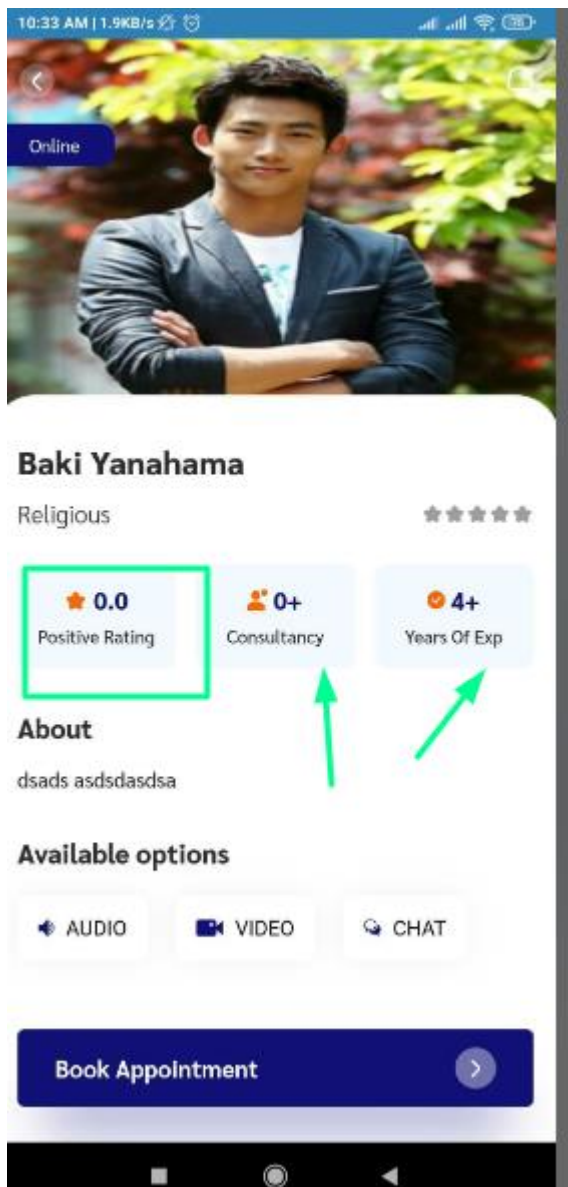 10:33 AM | 1.9KB/s
Online
Baki Yanahama
Religious
0.0
Positive Rating
0+
Consultancy
4+
Years Of Exp
About
dsads asdsdasdsa
Available options
AUDIO
VIDEO
CHAT
Book Appointment